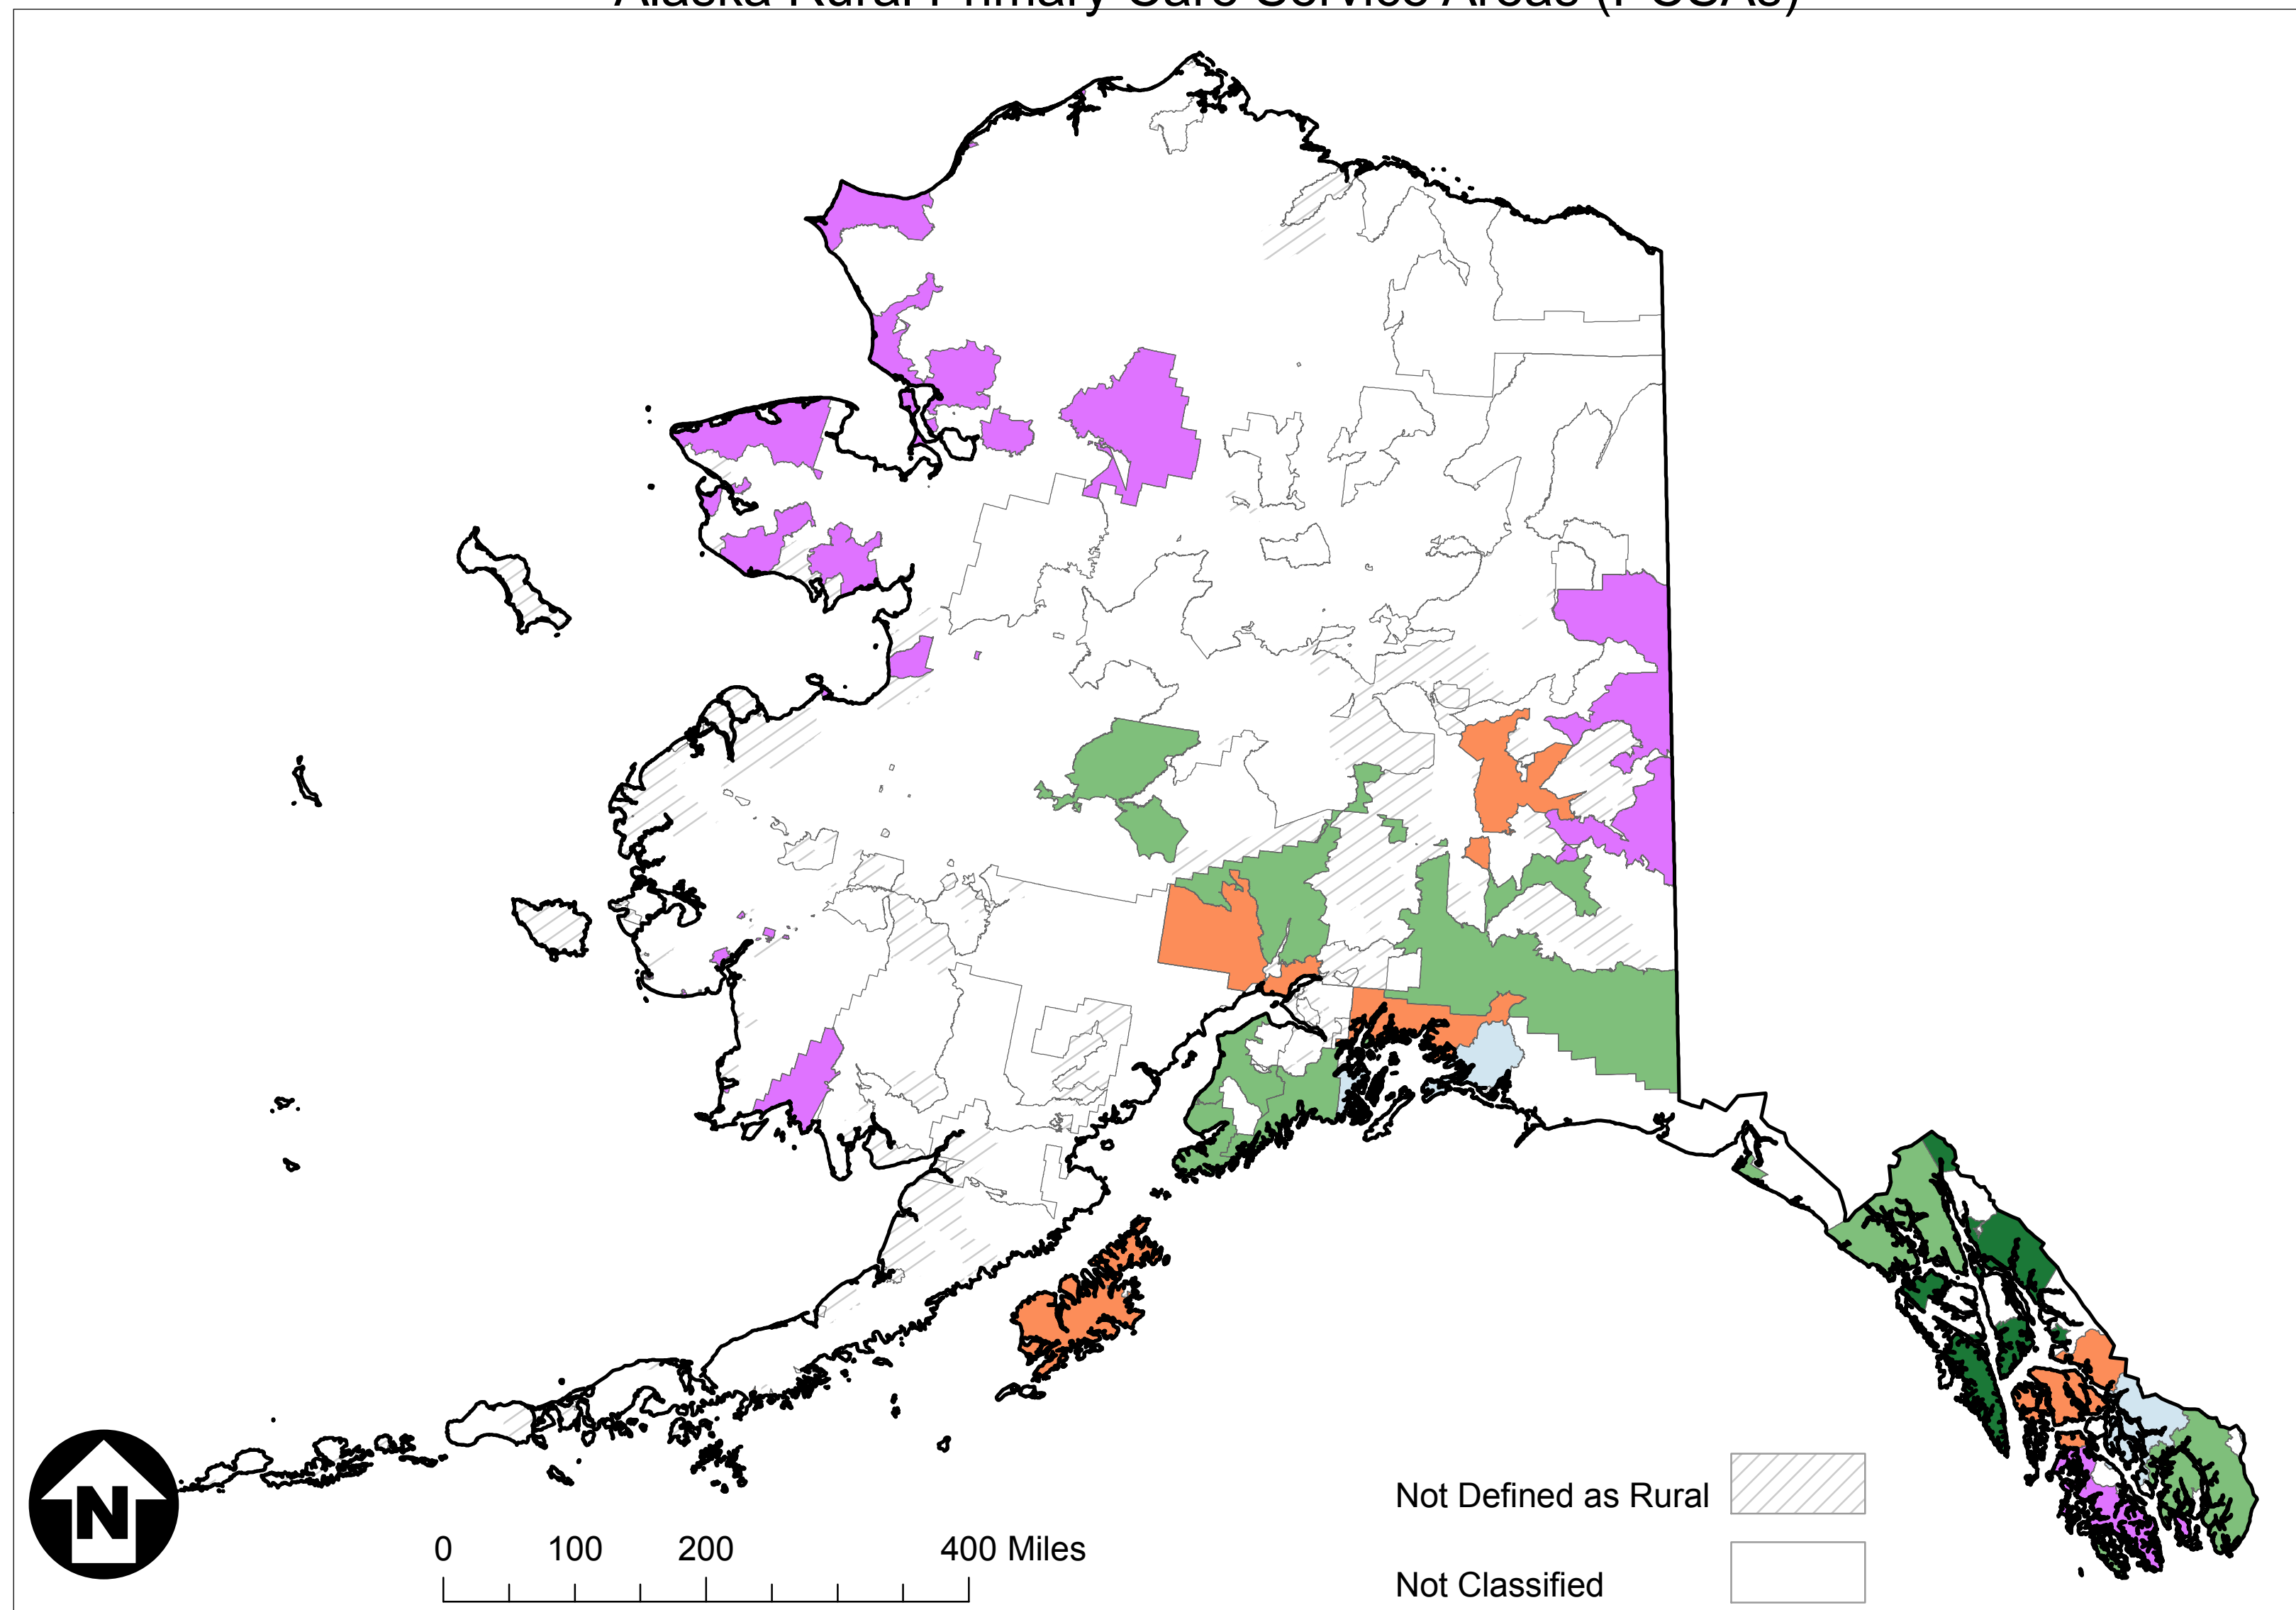 Alaska Rural Primary Care Service Areas (PCSAs)
Not Defined as Rural
Not Classified
0 100 200 400 Miles
N